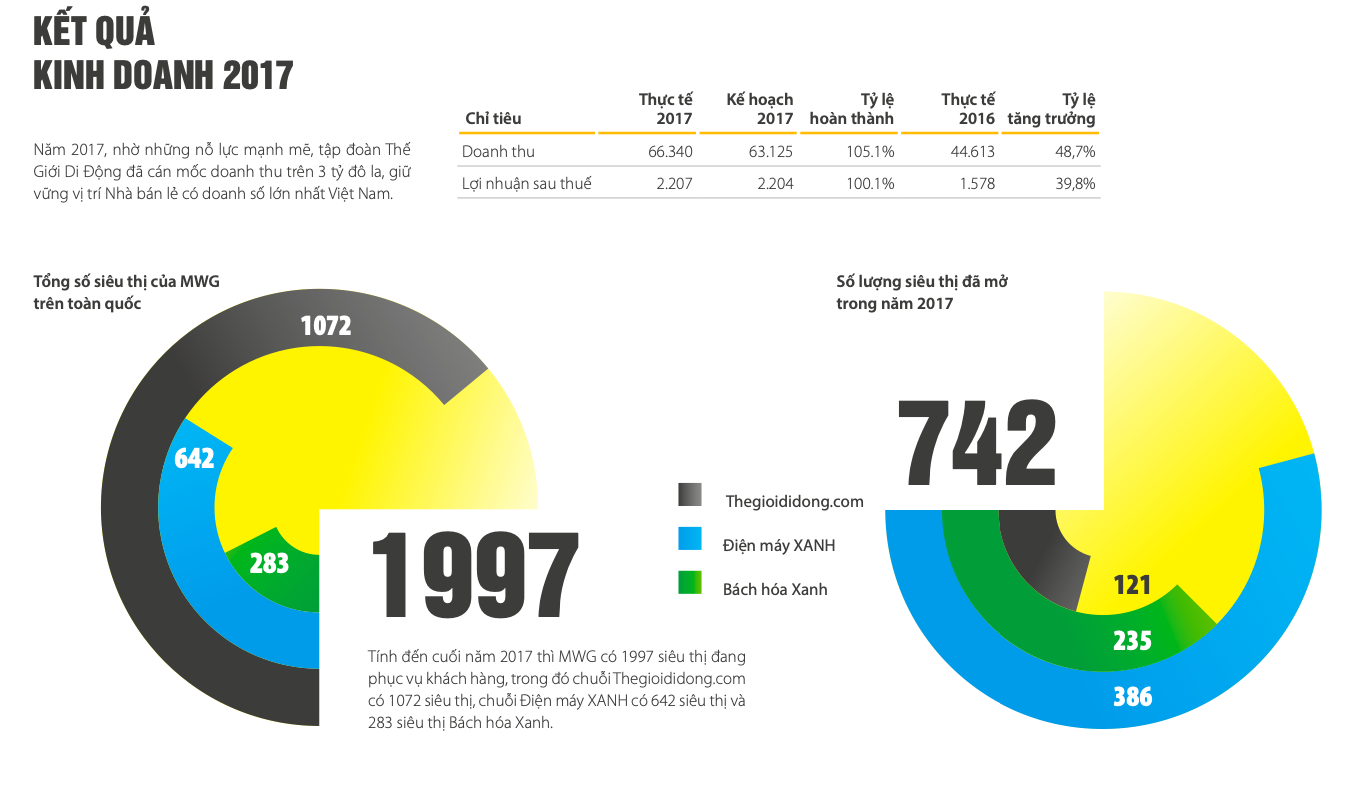 KẾT QUẢ
KINH DOANH 2017
Năm 2017, nhờ những nỗ lực mạnh mẽ, tập đoàn Thế
Giới Di Động đã cán mốc doanh thu trên 3 tỷ đô la, giữ
vững vị trí Nhà bán lẻ có doanh số lớn nhất Việt Nam.
Chỉ tiêu Thực tế 2017 Kế hoạch 2017 Tỷ lệ hoàn thành Thực tế 2016 Tỷ lệ tăng trưởng
Doanh thu 66.340 63.125 105.1% 44.613 48,7%
Lợi nhuận sau thuế 2.207 2.204 100.1% 1.578 39,8%
Tổng số siêu thị của MWG
trên toàn quốc
1072
642
283
1997
Tính đến cuối năm 2017 thì MWG có 1997 siêu thị đang
phục vụ khách hàng, trong đó chuỗi Thegioididong.com
có 1072 siêu thị, chuỗi Điện máy XANH có 642 siêu thị và
283 siêu thị Bách hóa Xanh.
Thegioididong.com
Điện máy XANH
Bách hóa Xanh
Số lượng siêu thị đã mở
trong năm 2017
742
121
235
386